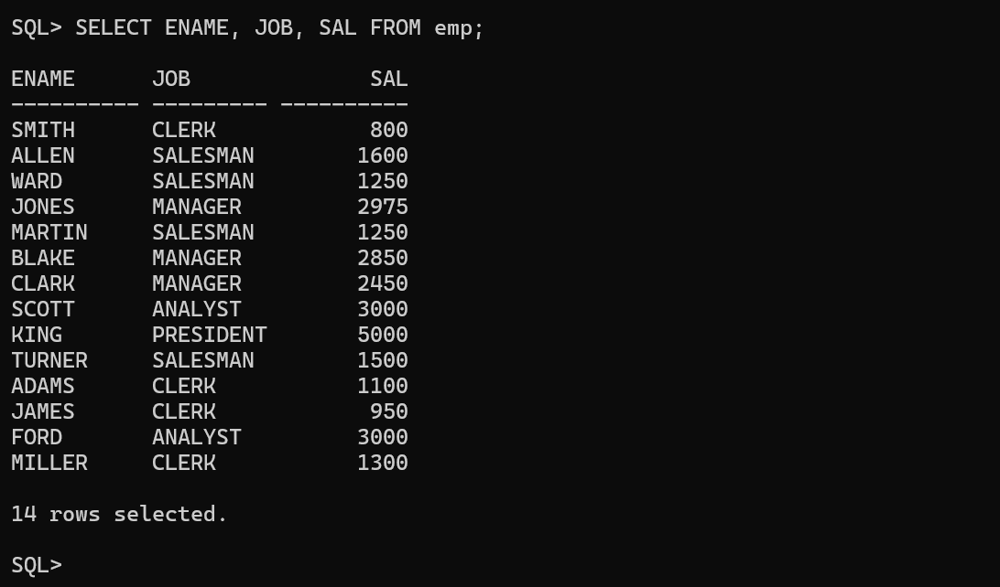 SQL> SELECT ENAME, JOB, SAL FROM emp;
ENAME      JOB              SAL
---------- --------- ----------
SMITH      CLERK            800
ALLEN      SALESMAN        1600
WARD       SALESMAN        1250
JONES      MANAGER         2975
MARTIN     SALESMAN        1250
BLAKE      MANAGER         2850
CLARK      MANAGER         2450
SCOTT      ANALYST         3000
KING       PRESIDENT       5000
TURNER     SALESMAN        1500
ADAMS      CLERK           1100
JAMES      CLERK            950
FORD       ANALYST         3000
MILLER     CLERK           1300
14 rows selected.
SQL>